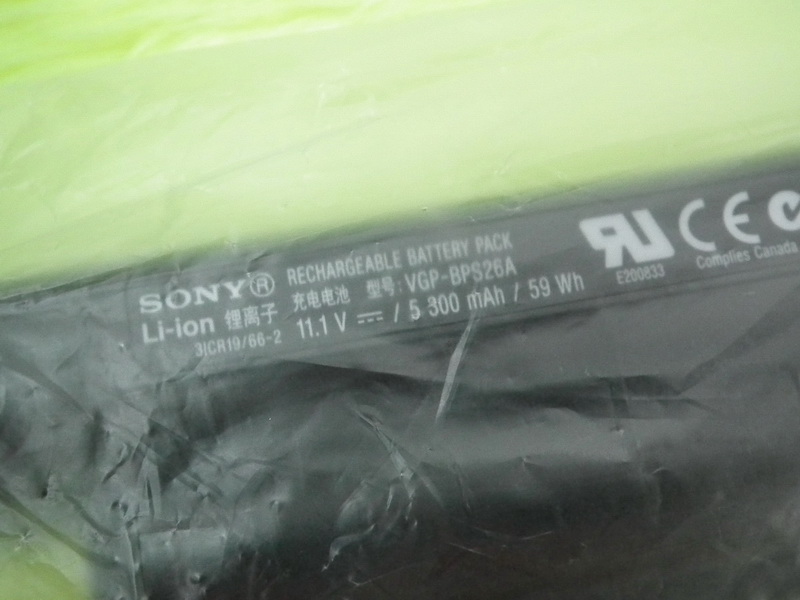 SONY® RECHARGEABLE BATTERY PACK
Li-ion 锂离子 充电电池 型号: VGP-BPS26A
3ICR19/66-2 11.1 V ⎓ / 5 300 mAh / 59 Wh
E200833
CE
Complies Canada